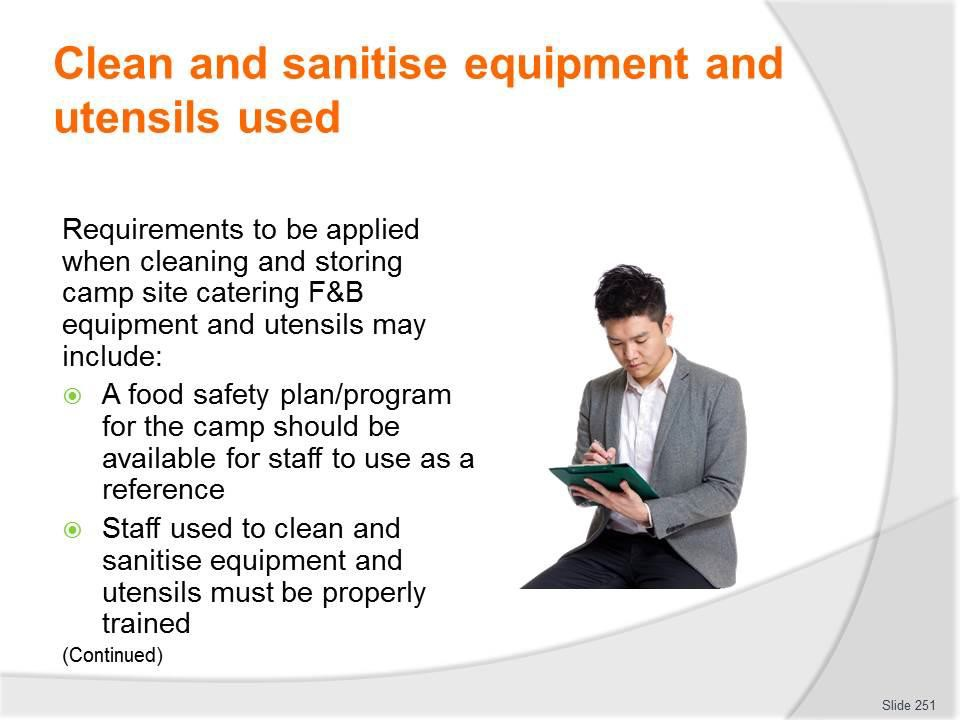 Clean and sanitise equipment and
utensils used
Requirements to be applied
when cleaning and storing
camp site catering F&B
equipment and utensils may
include:
A food safety plan/program
for the camp should be
available for staff to use as a
reference
Staff used to clean and
sanitise equipment and
utensils must be properly
trained
(Continued)
Slide 251